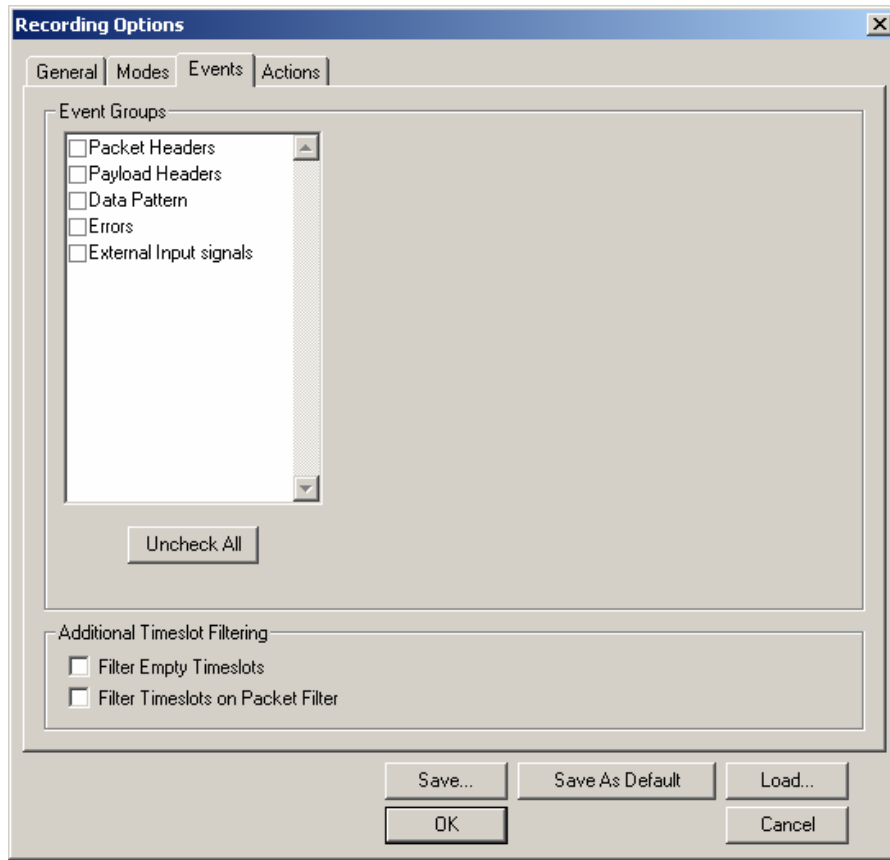 Recording Options
General Modes Events Actions
Event Groups
Packet Headers
Payload Headers
Data Pattern
Errors
External Input signals
Uncheck All
Additional Timeslot Filtering
Filter Empty Timeslots
Filter Timeslots on Packet Filter
Save... Save As Default Load...
OK Cancel